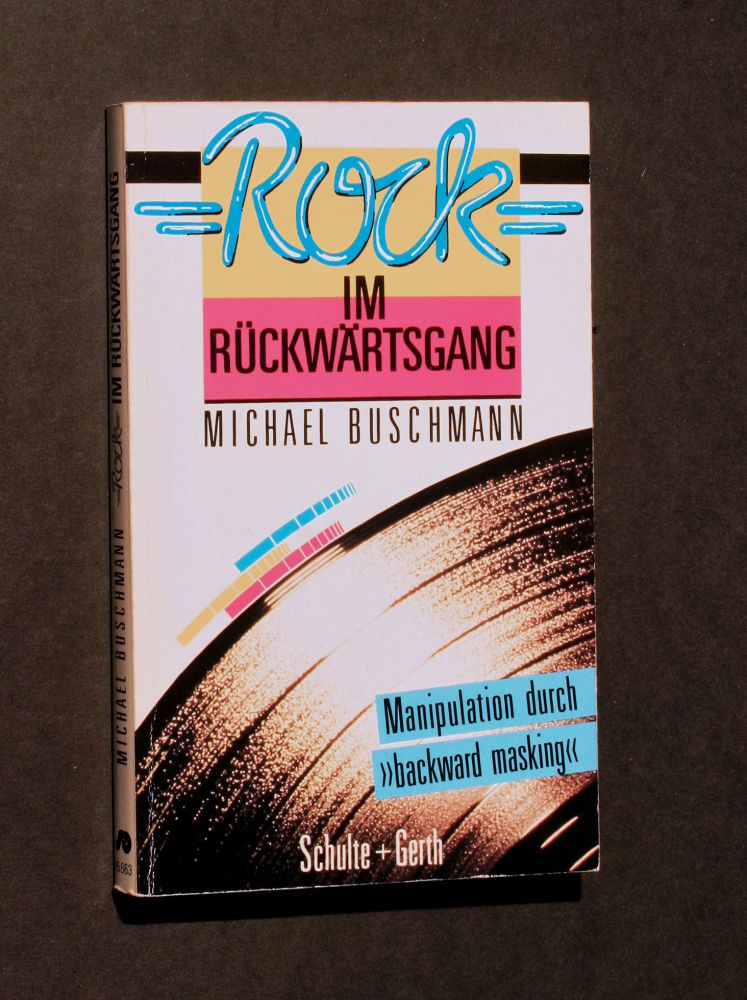 Rock
IM
RÜCKWÄRTSGANG
MICHAEL BUSCHMANN
Manipulation durch
»backward masking«
Schulte + Gerth
MICHAEL BUSCHMANN Rock IM RÜCKWÄRTSGANG